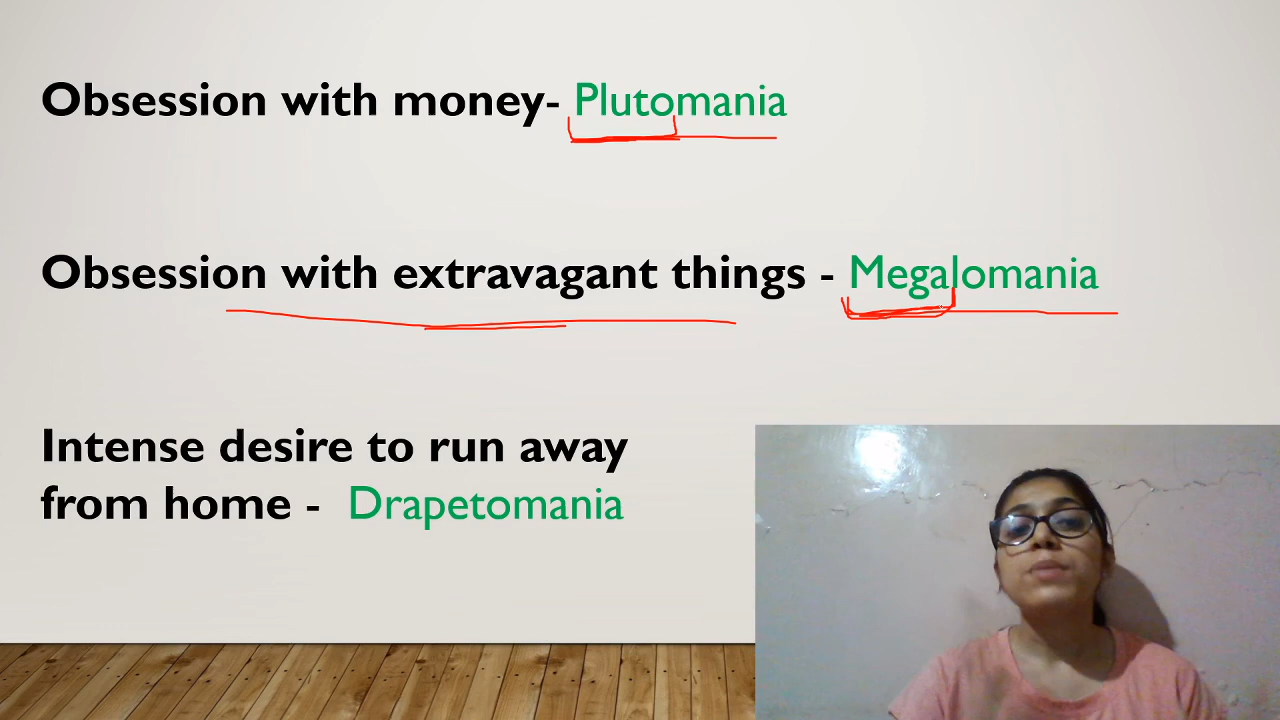 Obsession with money- Plutomania
Obsession with extravagant things - Megalomania
Intense desire to run away
from home - Drapetomania